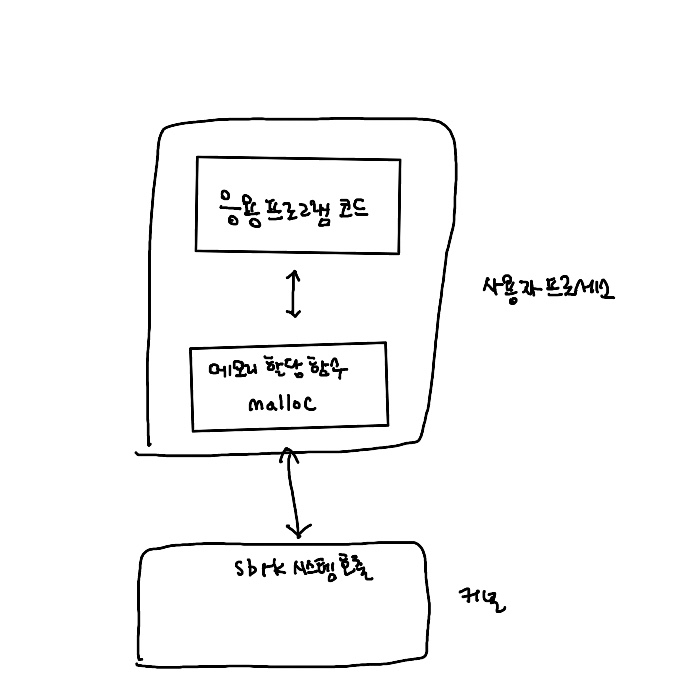 응용 프로그램 코드
사용자 프로세스
메모리 할당 함수
malloc
sbrk 시스템 호출
커널